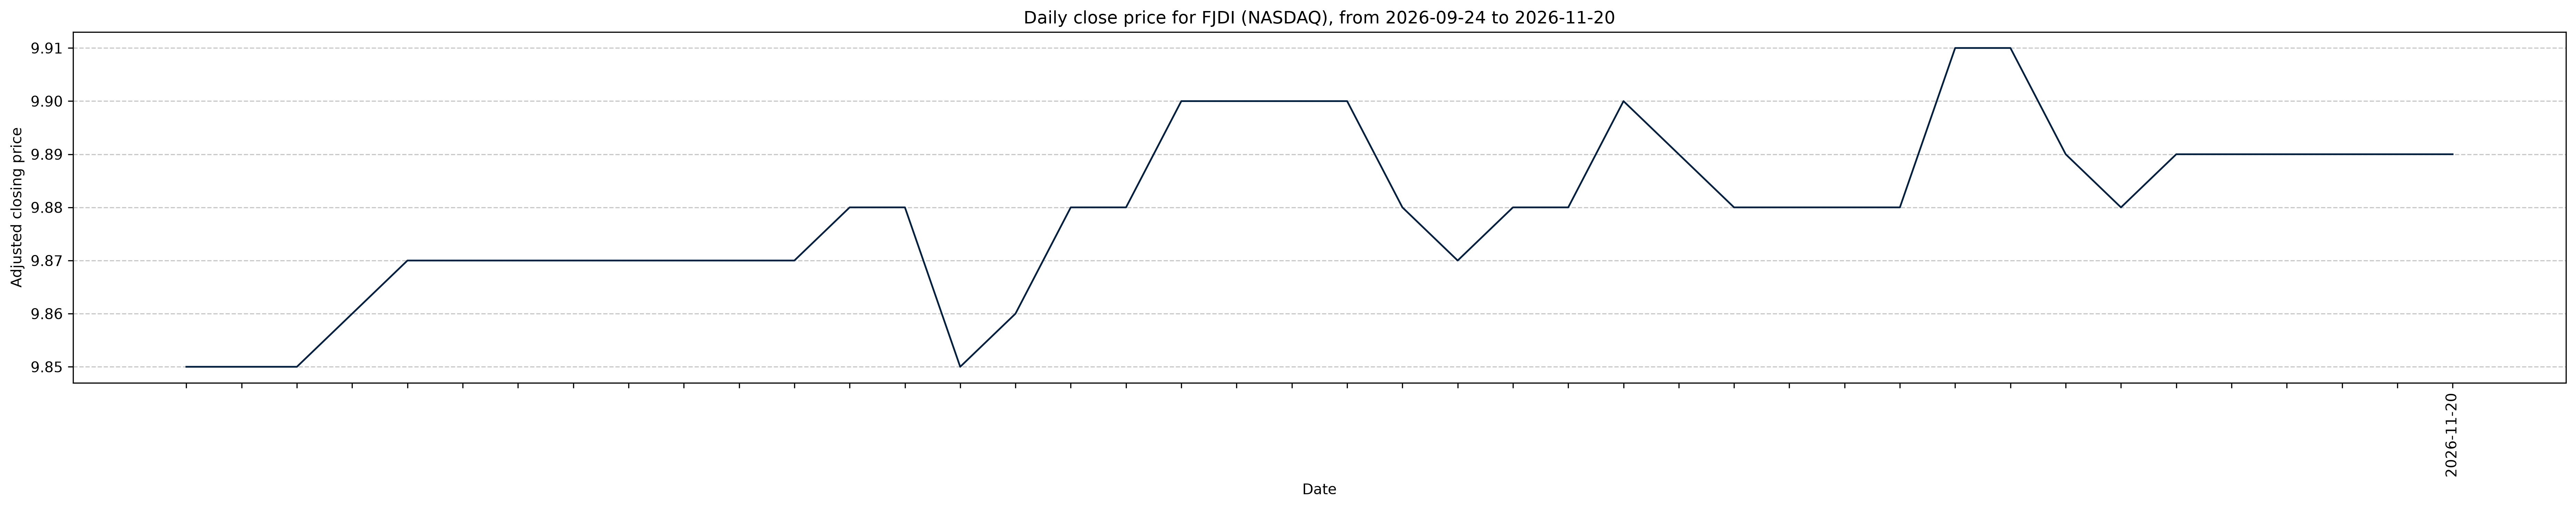 Daily close price for FJDI (NASDAQ), from 2026-09-24 to 2026-11-20
9.91
9.90
9.89
9.88
9.87
9.86
9.85
Adjusted closing price
2026-11-20
Date